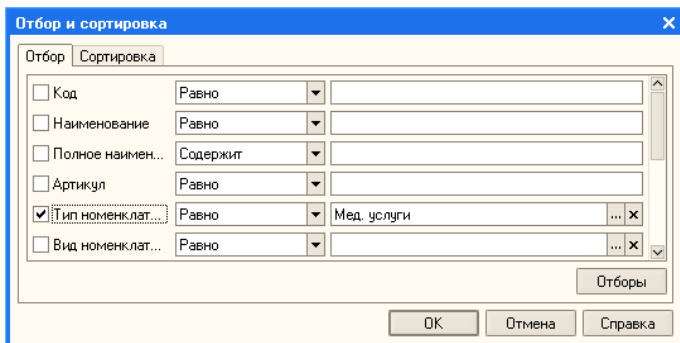 Отбор и сортировка
Отбор Сортировка
Код Равно
Наименование Равно
Полное наимен... Содержит
Артикул Равно
Тип номенклат... Равно Мед. услуги ...
Вид номенклат... Равно ...
Отборы
OK Отмена Справка